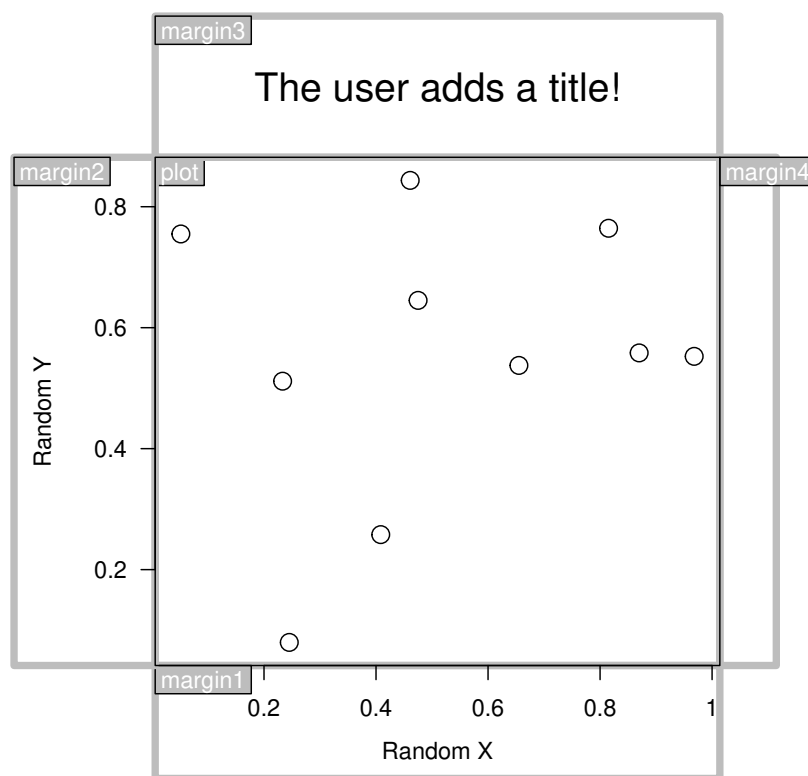 margin3
The user adds a title!
margin2
plot
margin4
0.8
0.6
0.4
0.2
Random Y
margin1
0.2 0.4 0.6 0.8 1
Random X